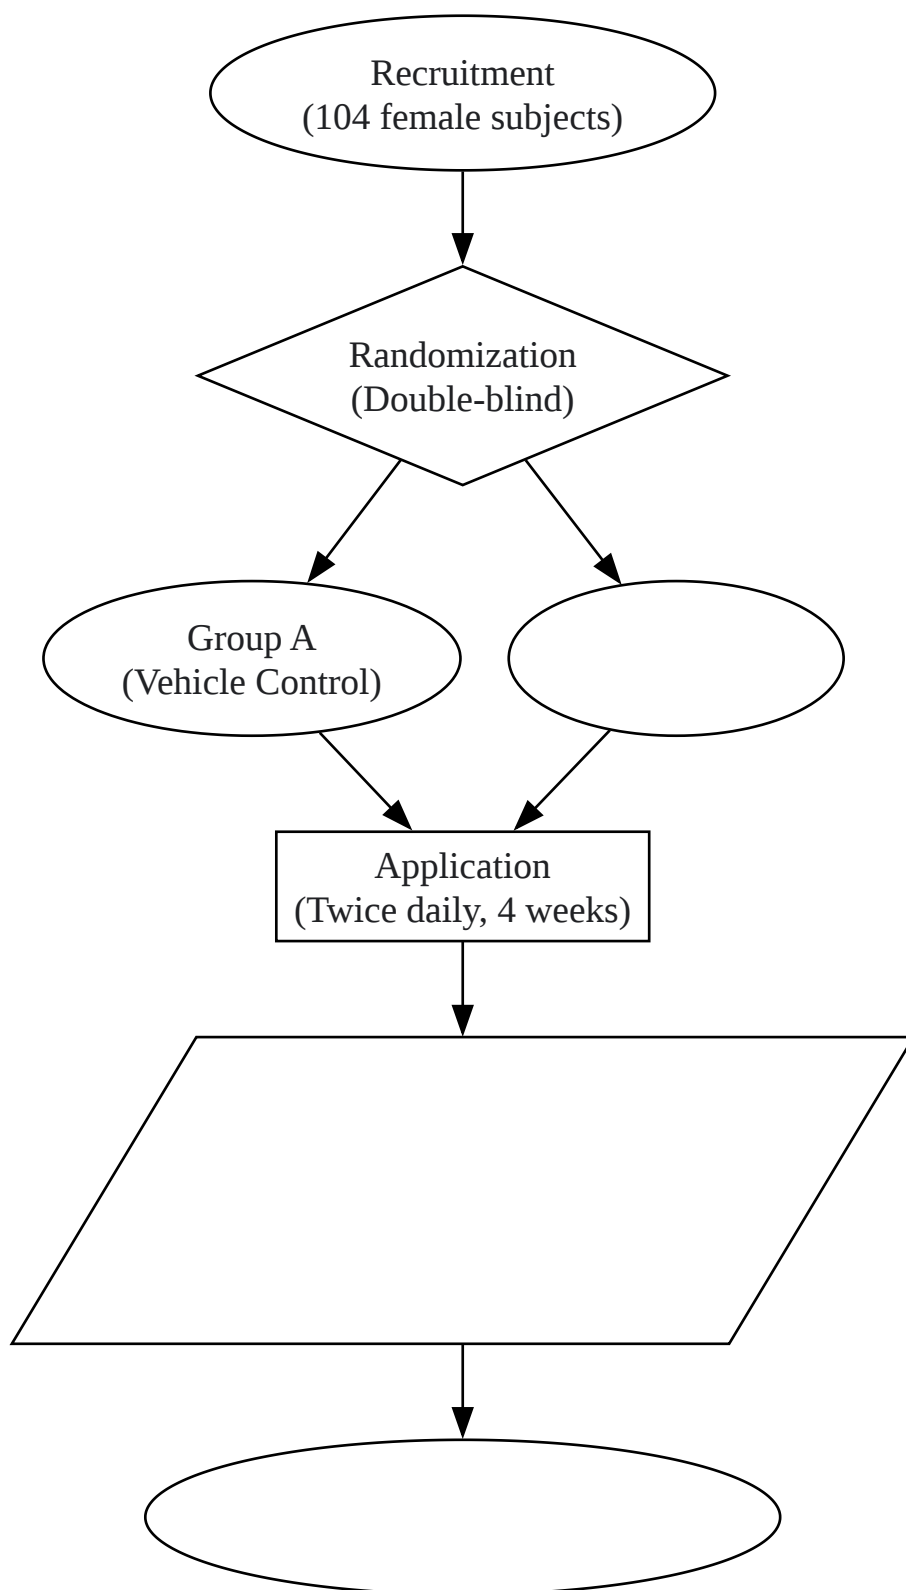 Recruitment
(104 female subjects)
Randomization
(Double-blind)
Group A
(Vehicle Control)
Application
(Twice daily, 4 weeks)